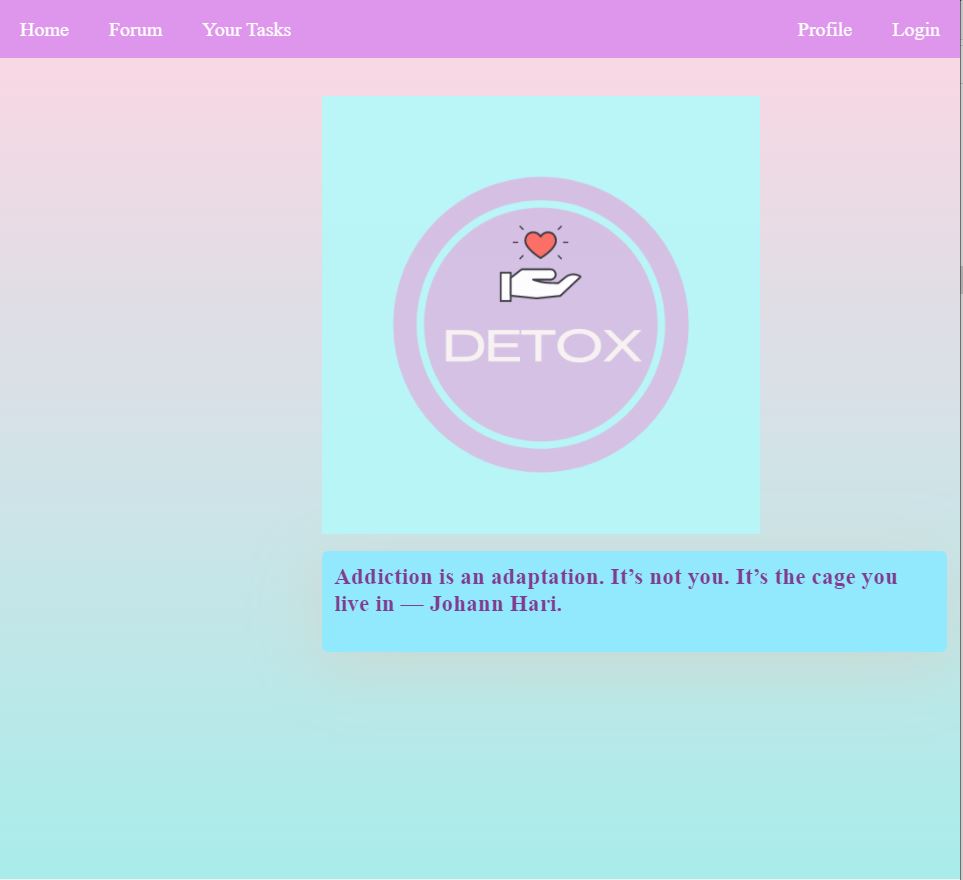 Home Forum Your Tasks Profile Login
DETOX
Addiction is an adaptation. It’s not you. It’s the cage you
live in — Johann Hari.